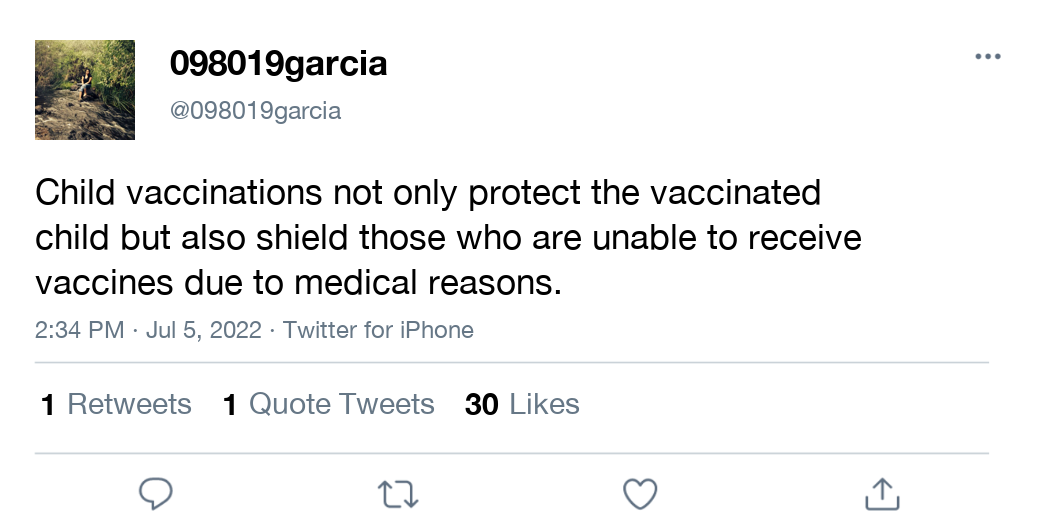 098019garcia
@098019garcia
Child vaccinations not only protect the vaccinated
child but also shield those who are unable to receive
vaccines due to medical reasons.
2:34 PM · Jul 5, 2022 · Twitter for iPhone
1 Retweets 1 Quote Tweets 30 Likes